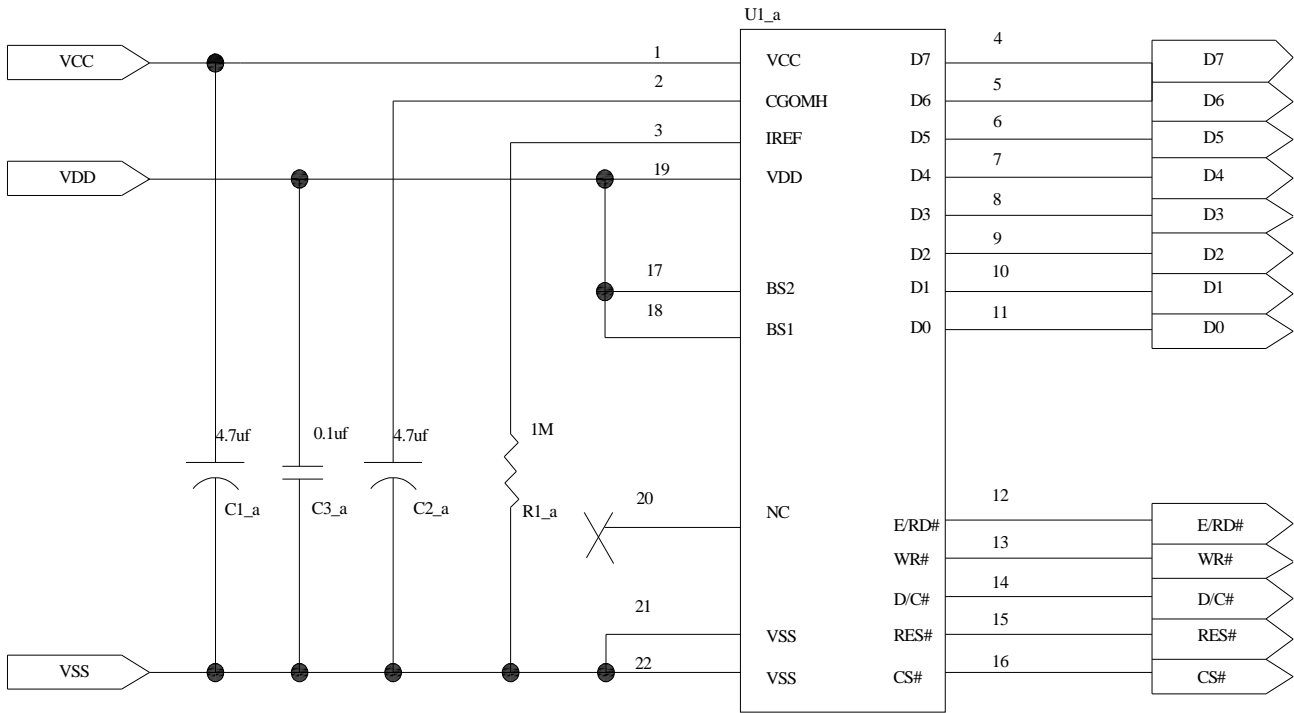 U1_a
VCC 1 VCC D7 4 D7
2 CGOMH D6 5 D6
3 IREF D5 6 D5
VDD 19 VDD D4 7 D4
D3 8 D3
D2 9 D2
17 BS2 D1 10 D1
18 BS1 D0 11 D0
4.7uf 0.1uf 4.7uf 1M
C1_a C3_a C2_a R1_a
20 NC E/RD# 12 E/RD#
WR# 13 WR#
D/C# 14 D/C#
21 VSS RES# 15 RES#
VSS 22 VSS CS# 16 CS#